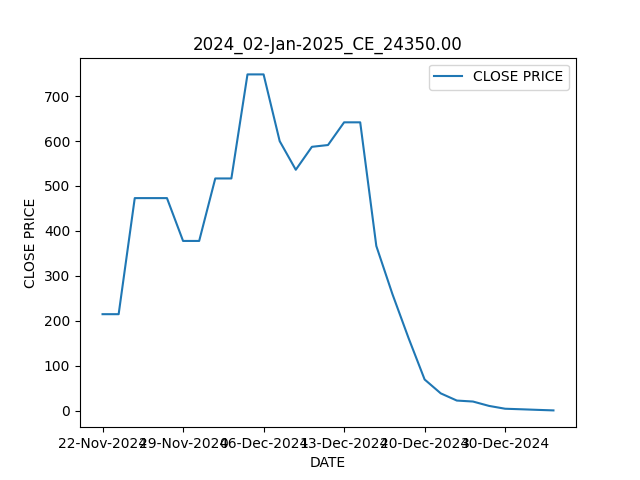 2024_02-Jan-2025_CE_24350.00
CLOSE PRICE
CLOSE PRICE
700
600
500
400
300
200
100
0
22-Nov-2024 29-Nov-2024 06-Dec-2024 13-Dec-2024 20-Dec-2024 30-Dec-2024
DATE